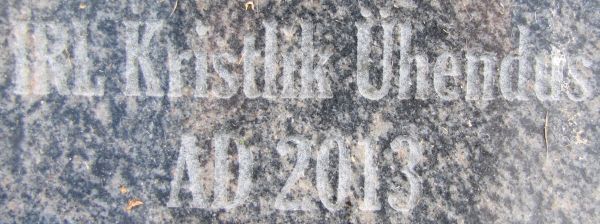 IRL Kristlik Ühendus
AD 2013